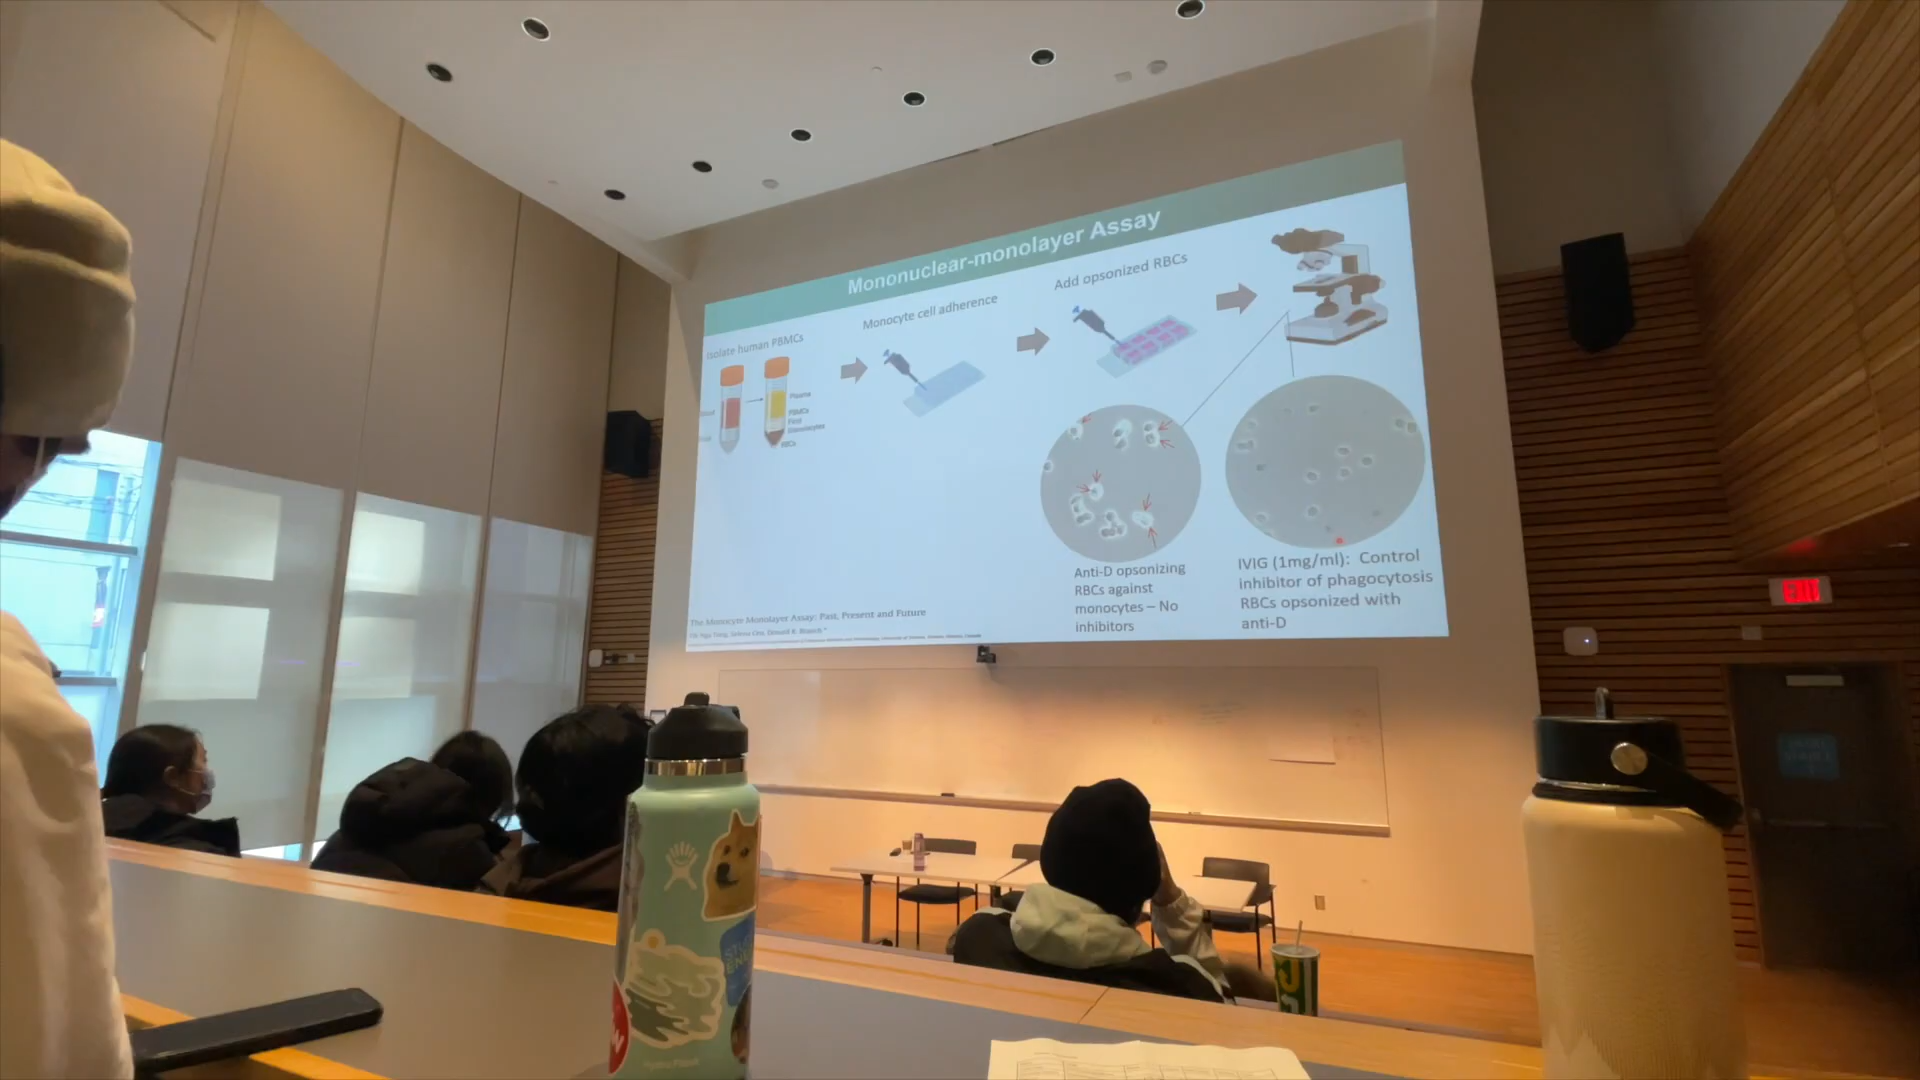 Mononuclear-monolayer Assay
Isolate human PBMCs
Monocyte cell adherence
Add opsonized RBCs
Plasma
PBMCs
Ficoll
Granulocytes
RBCs
Anti-D opsonizing
RBCs against
monocytes – No
inhibitors
IVIG (1mg/ml): Control
inhibitor of phagocytosis
RBCs opsonized with
anti-D
The Monocyte Monolayer Assay: Past, Present and Future
EXIT